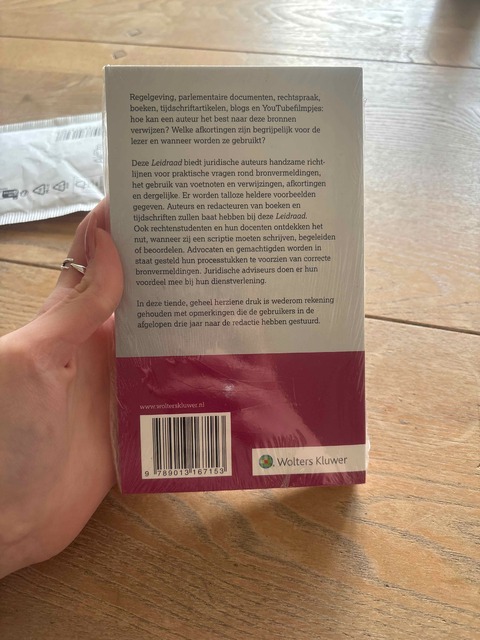 Regelgeving, parlementaire documenten, rechtspraak,
boeken, tijdschriftartikelen, blogs en YouTubefilmpjes:
hoe kan een auteur het best naar deze bronnen
verwijzen? Welke afkortingen zijn begrijpelijk voor de
lezer en wanneer worden ze gebruikt?
Deze Leidraad biedt juridische auteurs handzame richt-
lijnen voor praktische vragen rond bronvermeldingen,
het gebruik van voetnoten en verwijzingen, afkortingen
en dergelijke. Er worden talloze heldere voorbeelden
gegeven. Auteurs en redacteuren van boeken en
tijdschriften zullen baat hebben bij deze Leidraad.
Ook rechtenstudenten en hun docenten ontdekken het
nut, wanneer zij een scriptie moeten schrijven, begeleiden
of beoordelen. Advocaten en gemachtigden worden in
staat gesteld hun processtukken te voorzien van correcte
bronvermeldingen. Juridische adviseurs doen er hun
voordeel mee bij hun dienstverlening.
In deze tiende, geheel herziene druk is wederom rekening
gehouden met opmerkingen die de gebruikers in de
afgelopen drie jaar naar de redactie hebben gestuurd.
www.wolterskluwer.nl
9 789013 167153
Wolters Kluwer